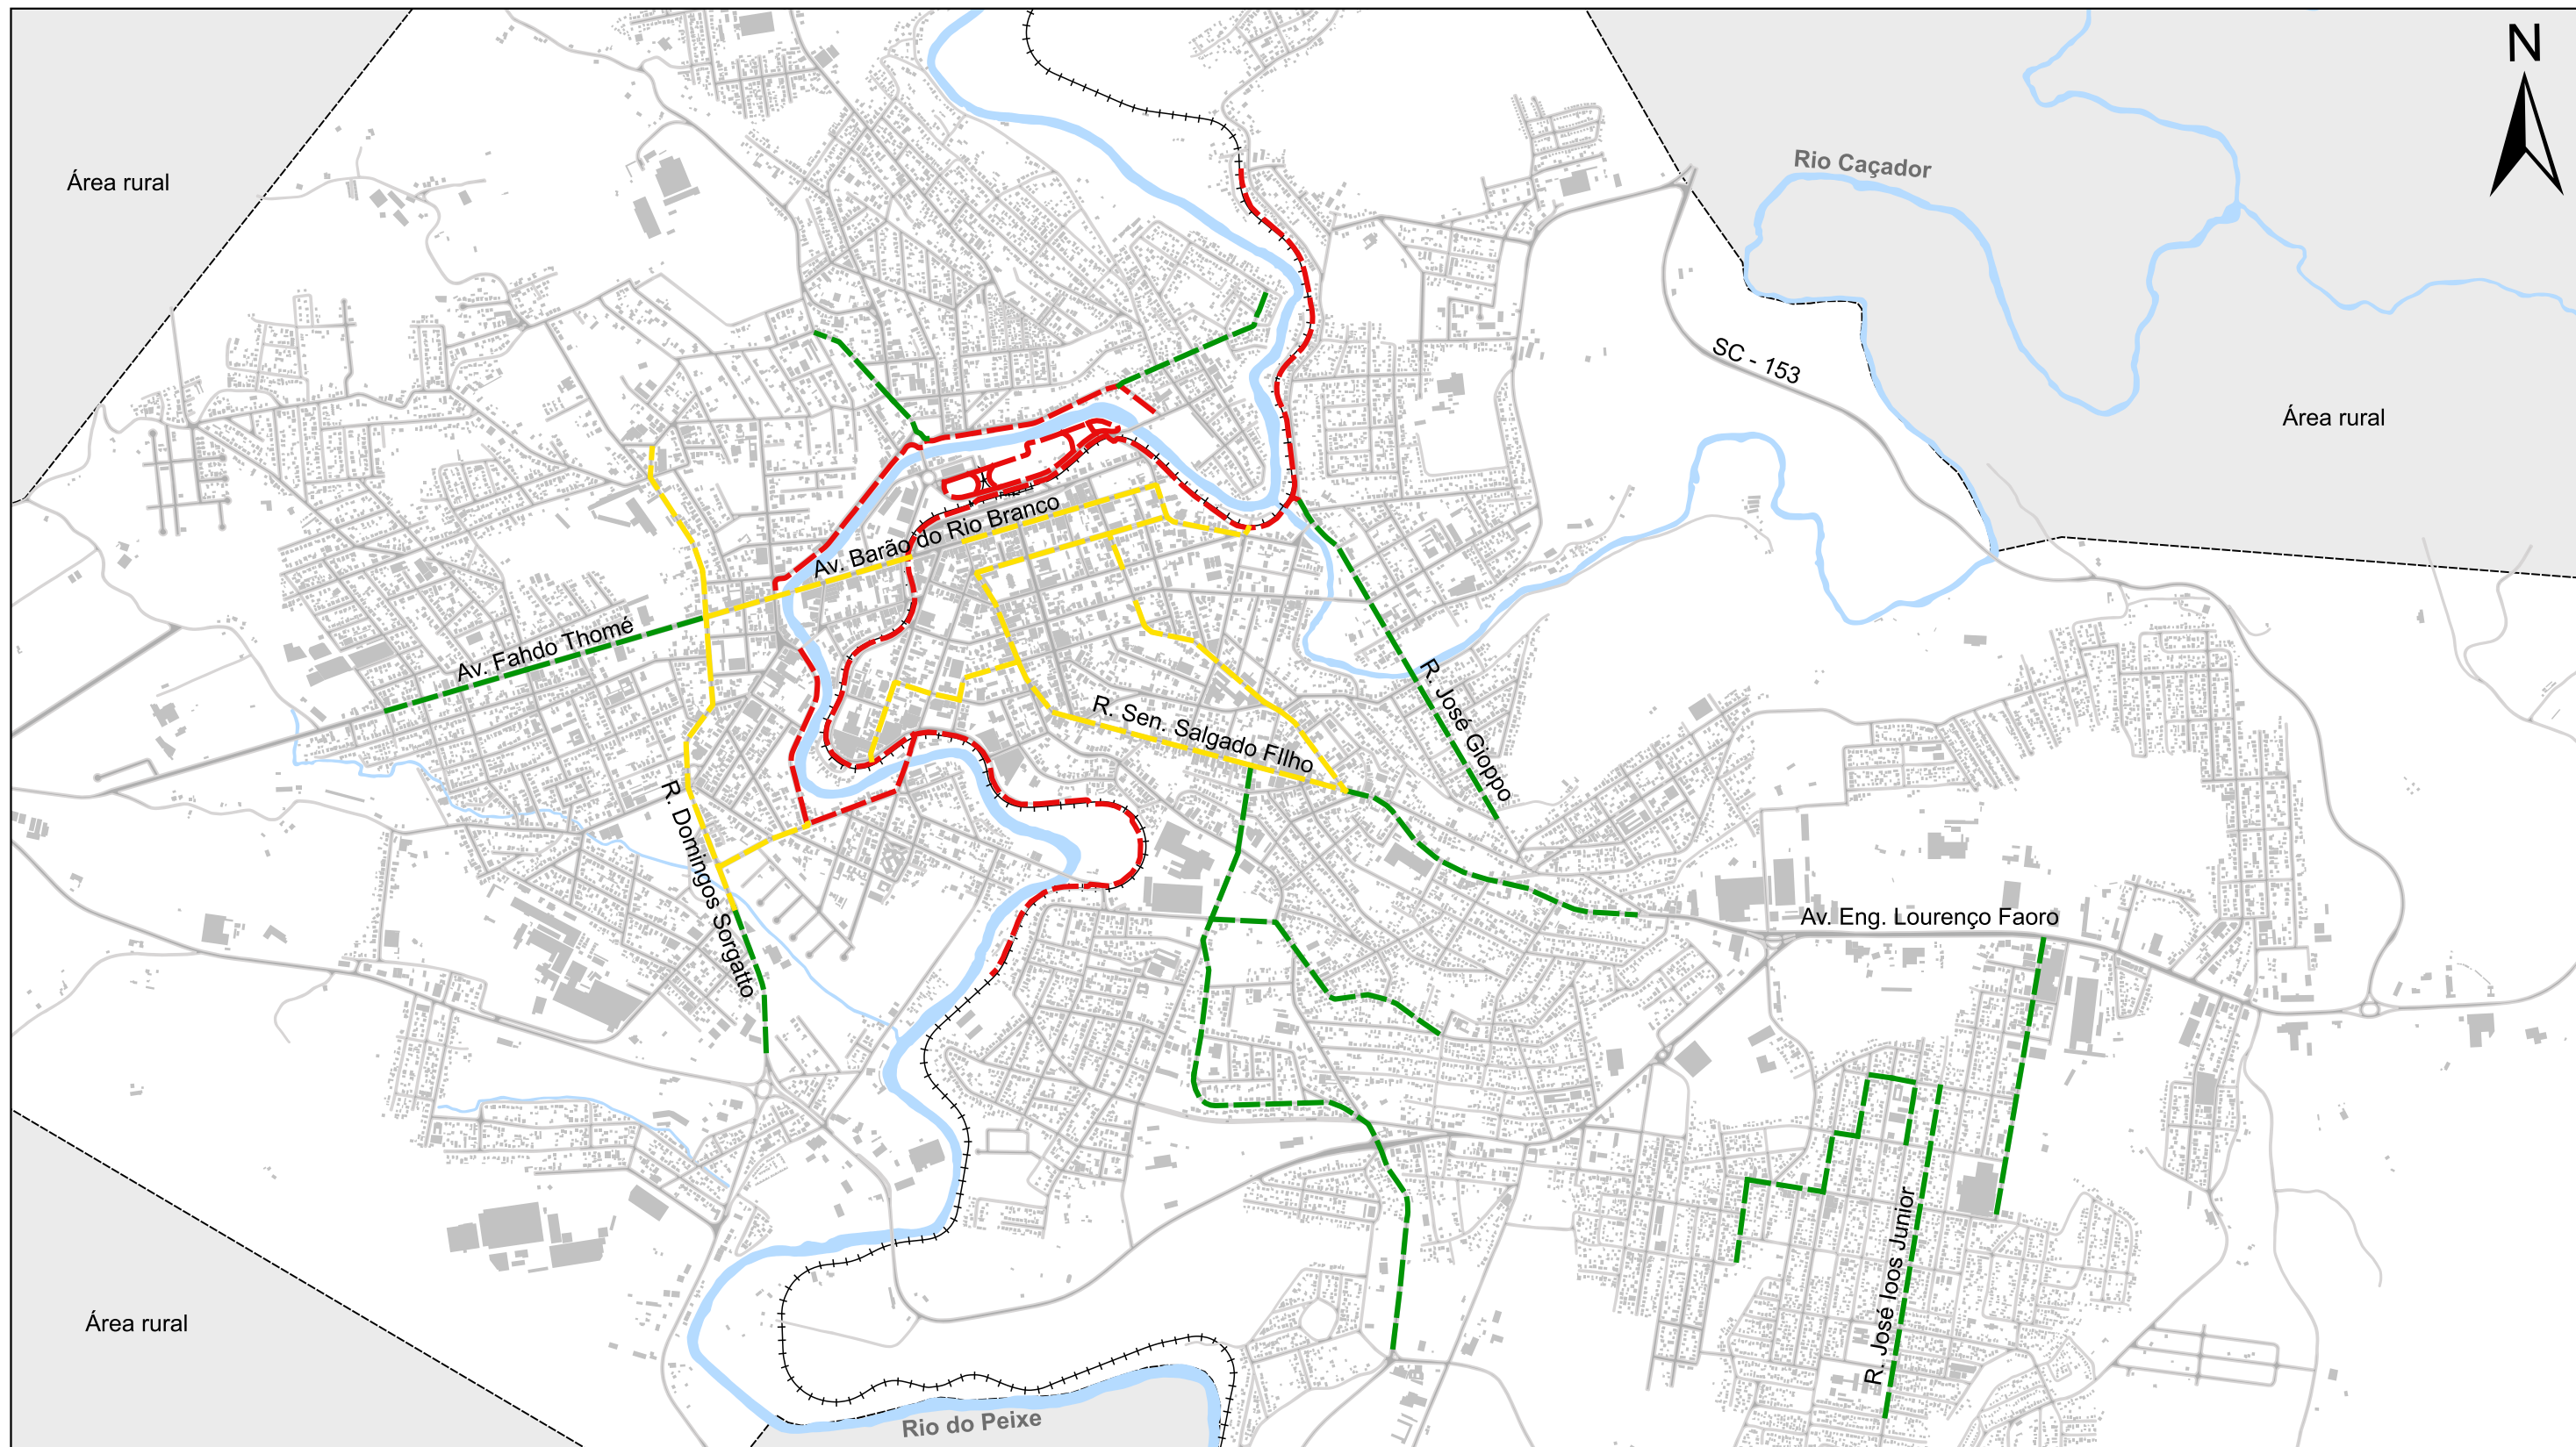 N
Rio Caçador
Área rural
SC - 153
Área rural
Av. Barão do Rio Branco
Av. Fahdo Thomé
R. José Gioppo
R. Sen. Salgado FIlho
R. Domingos Sorgatto
Av. Eng. Lourenço Faoro
R. José Ioos Junior
Área rural
Rio do Peixe